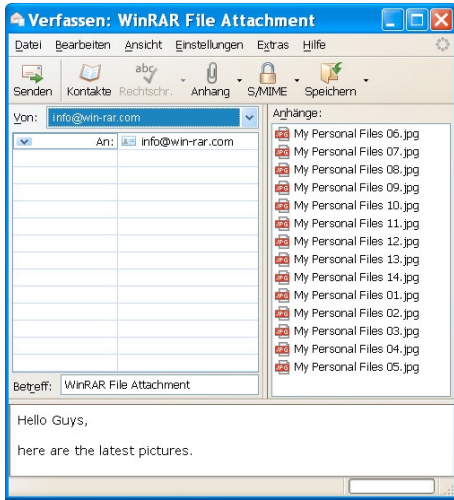 Verfassen: WinRAR File Attachment
Datei Bearbeiten Ansicht Einstellungen Extras Hilfe
abc
Senden Kontakte Rechtschr. Anhang S/MIME Speichern
Von: info@win-rar.com
An: info@win-rar.com
Anhänge:
My Personal Files 06.jpg
My Personal Files 07.jpg
My Personal Files 08.jpg
My Personal Files 09.jpg
My Personal Files 10.jpg
My Personal Files 11.jpg
My Personal Files 12.jpg
My Personal Files 13.jpg
My Personal Files 14.jpg
My Personal Files 01.jpg
My Personal Files 02.jpg
My Personal Files 03.jpg
My Personal Files 04.jpg
My Personal Files 05.jpg
Betreff: WinRAR File Attachment
Hello Guys,
here are the latest pictures.